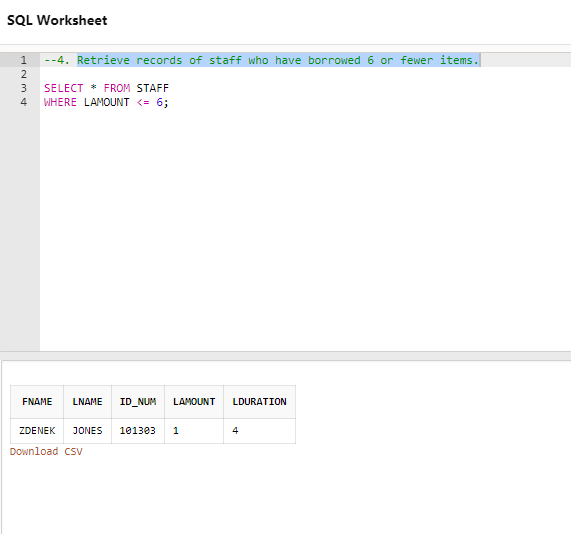 SQL Worksheet
1 --4. Retrieve records of staff who have borrowed 6 or fewer items.
2
3 SELECT * FROM STAFF
4 WHERE LAMOUNT <= 6;
FNAME LNAME ID_NUM LAMOUNT LDURATION
ZDENEK JONES 101303 1 4
Download CSV